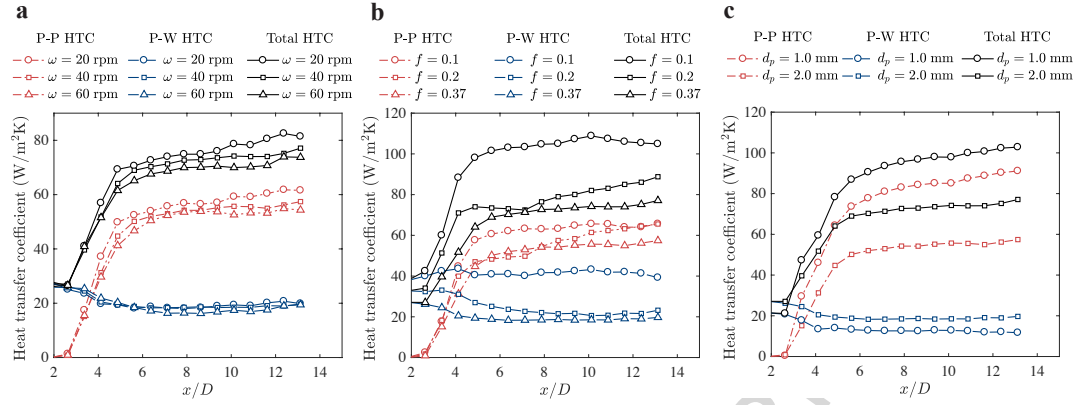 a
P-P HTC P-W HTC Total HTC
ω = 20 rpm ω = 20 rpm ω = 20 rpm
ω = 40 rpm ω = 40 rpm ω = 40 rpm
ω = 60 rpm ω = 60 rpm ω = 60 rpm
Heat transfer coefficient (W/m²K)
80
60
40
20
0
2 4 6 8 10 12 14
x/D
b
P-P HTC P-W HTC Total HTC
f = 0.1 f = 0.1 f = 0.1
f = 0.2 f = 0.2 f = 0.2
f = 0.37 f = 0.37 f = 0.37
Heat transfer coefficient (W/m²K)
120
100
80
60
40
20
0
2 4 6 8 10 12 14
x/D
c
P-P HTC P-W HTC Total HTC
d_p = 1.0 mm d_p = 1.0 mm d_p = 1.0 mm
d_p = 2.0 mm d_p = 2.0 mm d_p = 2.0 mm
Heat transfer coefficient (W/m²K)
120
100
80
60
40
20
0
2 4 6 8 10 12 14
x/D